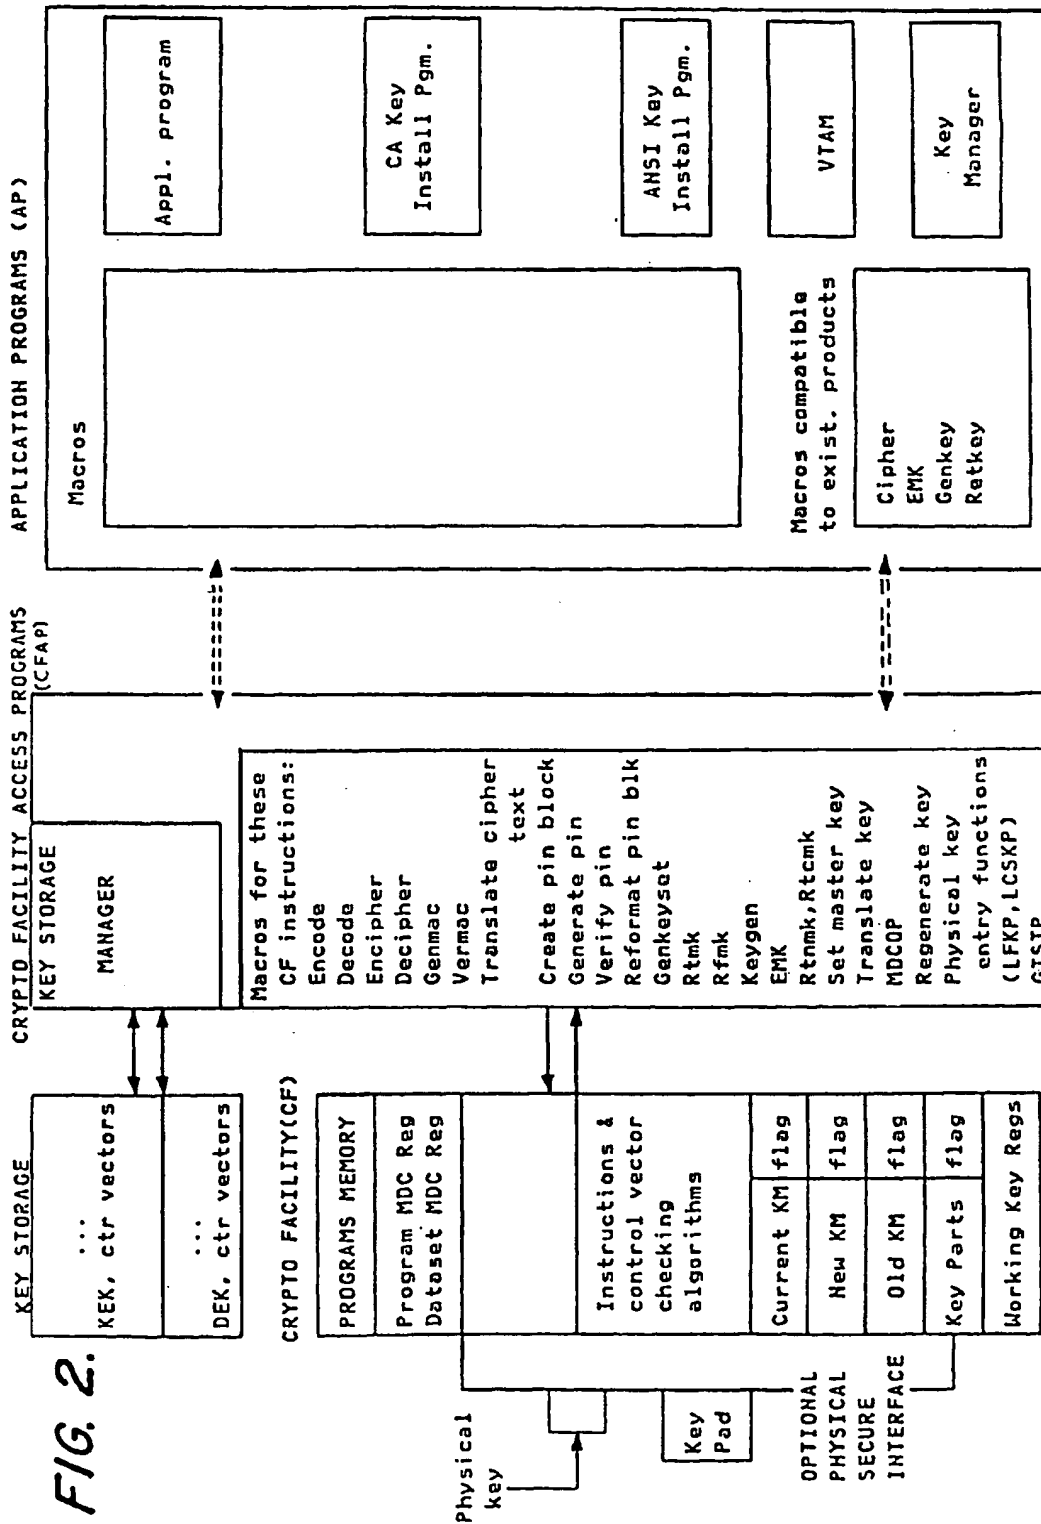 FIG. 2.
KEY STORAGE
...
KEK, ctr vectors
...
DEK, ctr vectors
CRYPTO FACILITY(CF)
PROGRAMS MEMORY
Program MDC Reg
Dataset MDC Reg
Instructions &
control vector
checking
algorithms
Current KM
flag
New KM
flag
Old KM
flag
Key Parts
flag
Working Key Regs
Physical
key
Key
Pad
OPTIONAL
PHYSICAL
SECURE
INTERFACE
CRYPTO FACILITY ACCESS PROGRAMS
(CFAP)
KEY STORAGE
MANAGER
Macros for these
CF instructions:
Encode
Decode
Encipher
Decipher
Genmac
Vermac
Translate cipher
text
Create pin block
Generate pin
Verify pin
Reformat pin blk
Genkeyset
Rtmk
Rfmk
Keygen
EMK
Rtnmk,Rtcmk
Set master key
Translate key
MDCOP
Regenerate key
Physical key
entry functions
(LFKP,LCSKP)
APPLICATION PROGRAMS (AP)
Macros
Appl. program
CA Key
Install Pgm.
ANSI Key
Install Pgm.
VTAM
Key
Manager
Macros compatible
to exist. products
Cipher
EMK
Genkey
Retkey